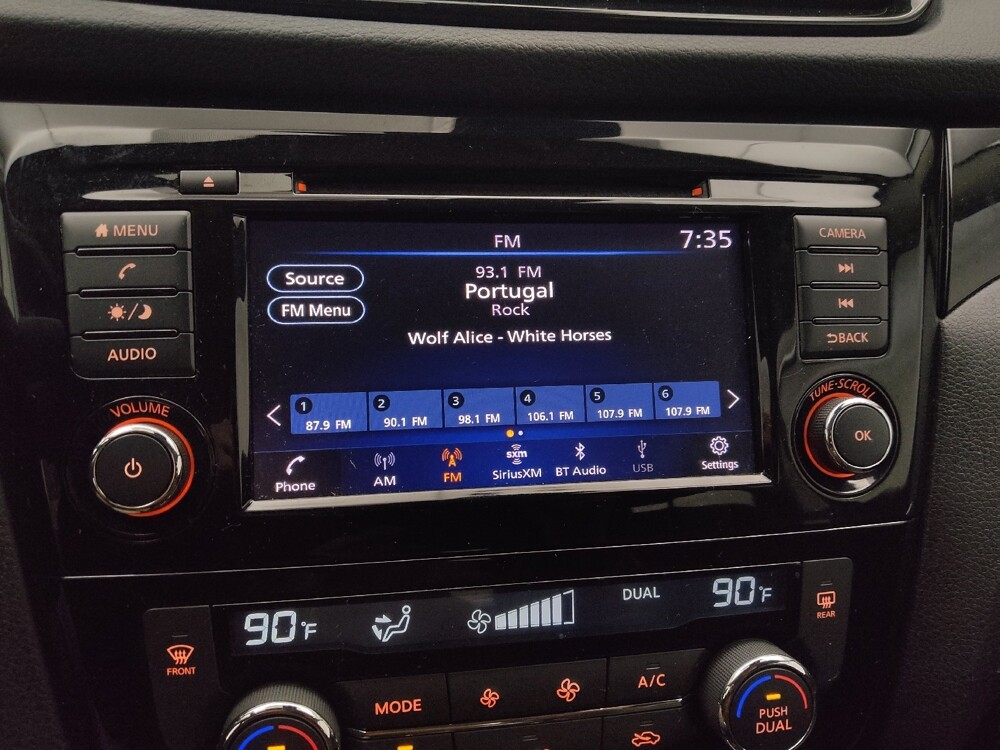 MENU
AUDIO
VOLUME
FM
7:35
Source
FM Menu
93.1 FM
Portugal
Rock
Wolf Alice - White Horses
1
87.9 FM
2
90.1 FM
3
98.1 FM
4
106.1 FM
5
107.9 FM
6
107.9 FM
Phone
AM
FM
sxm
SiriusXM
BT Audio
USB
Settings
CAMERA
BACK
TUNE•SCROLL
OK
90°F
DUAL
90°F
FRONT
REAR
MODE
A/C
PUSH
DUAL